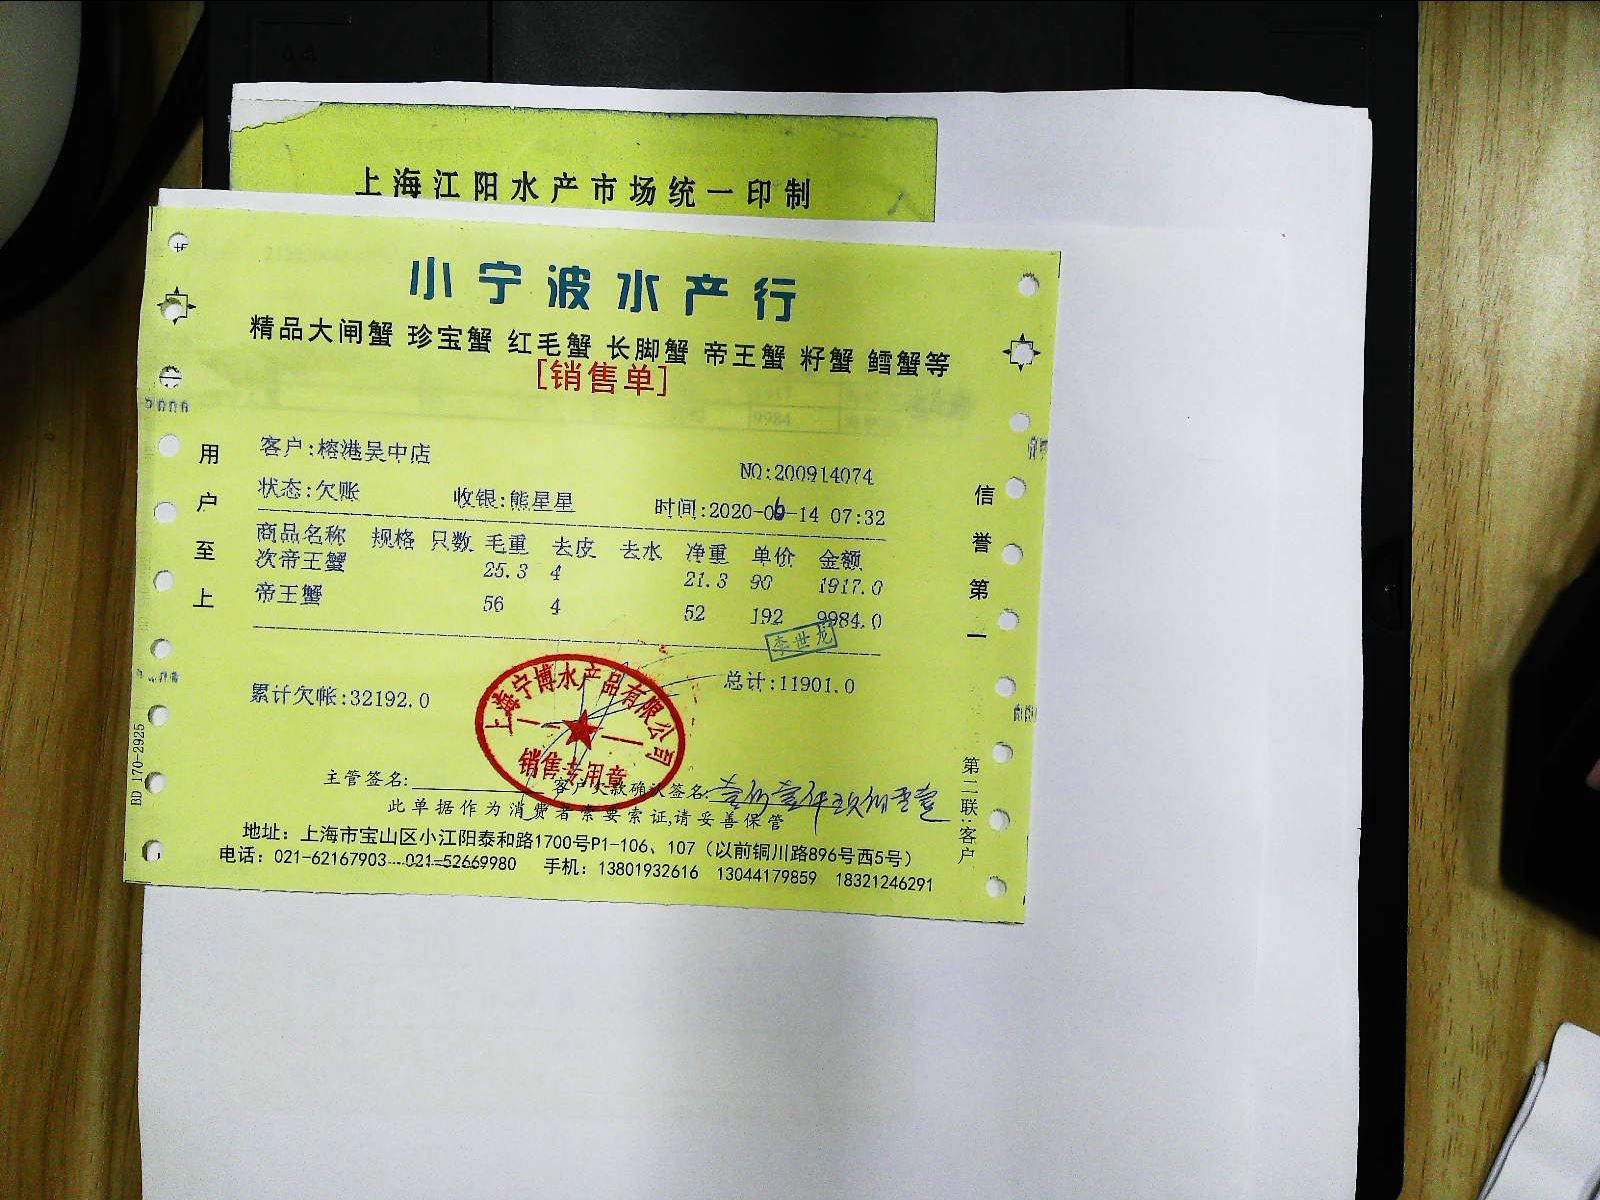 上海江阳水产市场统一印制
小宁波水产行
精品大闸蟹 珍宝蟹 红毛蟹 长脚蟹 帝王蟹 籽蟹 鳕蟹等
[销售单]
客户:榕港吴中店
NO:200914074
状态:欠账 收银:熊星星 时间:2020-06-14 07:32
商品名称 规格 只数 毛重 去皮 去水 净重 单价 金额
次帝王蟹 25.3 4 21.3 90 1917.0
帝王蟹 56 4 52 192 9984.0
李世龙
累计欠帐:32192.0 总计:11901.0
上海宁博水产品有限公司
销售专用章
主管签名: 客户欠款确认签名:
此单据作为消费者索要索证,请妥善保管
地址：上海市宝山区小江阳泰和路1700号P1-106、107（以前铜川路896号西5号）
电话：021-62167903 021-52669980 手机：13801932616 13044179859 18321246291
用户至上
信誉第一
第二联:客户
BD 170-2925
9984